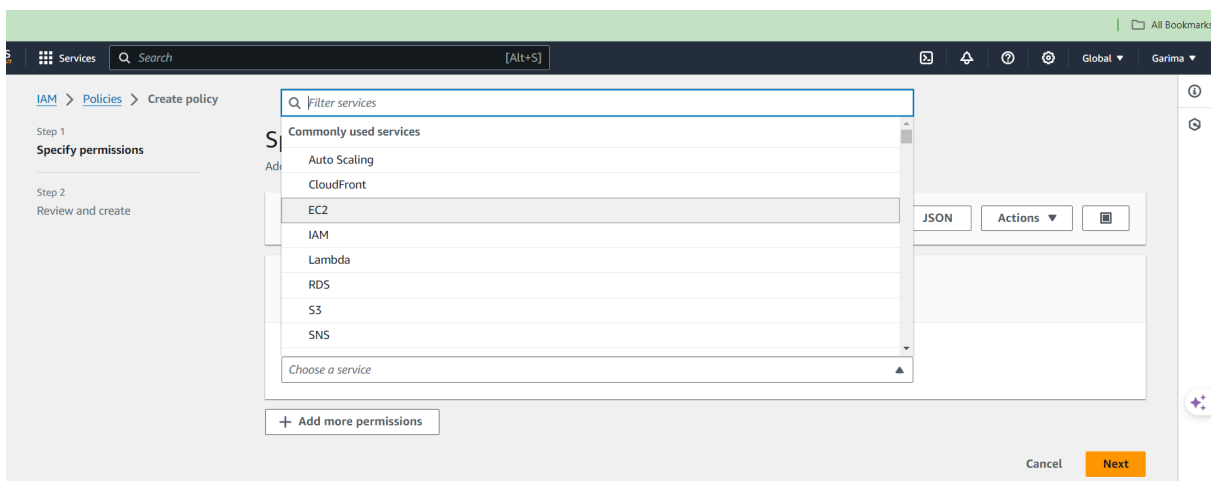 All Bookmarks
Services Search [Alt+S] Global Garima
IAM > Policies > Create policy
Filter services
Step 1
Specify permissions
Commonly used services
Auto Scaling
CloudFront
Step 2
Review and create
EC2
JSON Actions
IAM
Lambda
RDS
S3
SNS
Choose a service
+ Add more permissions
Cancel Next